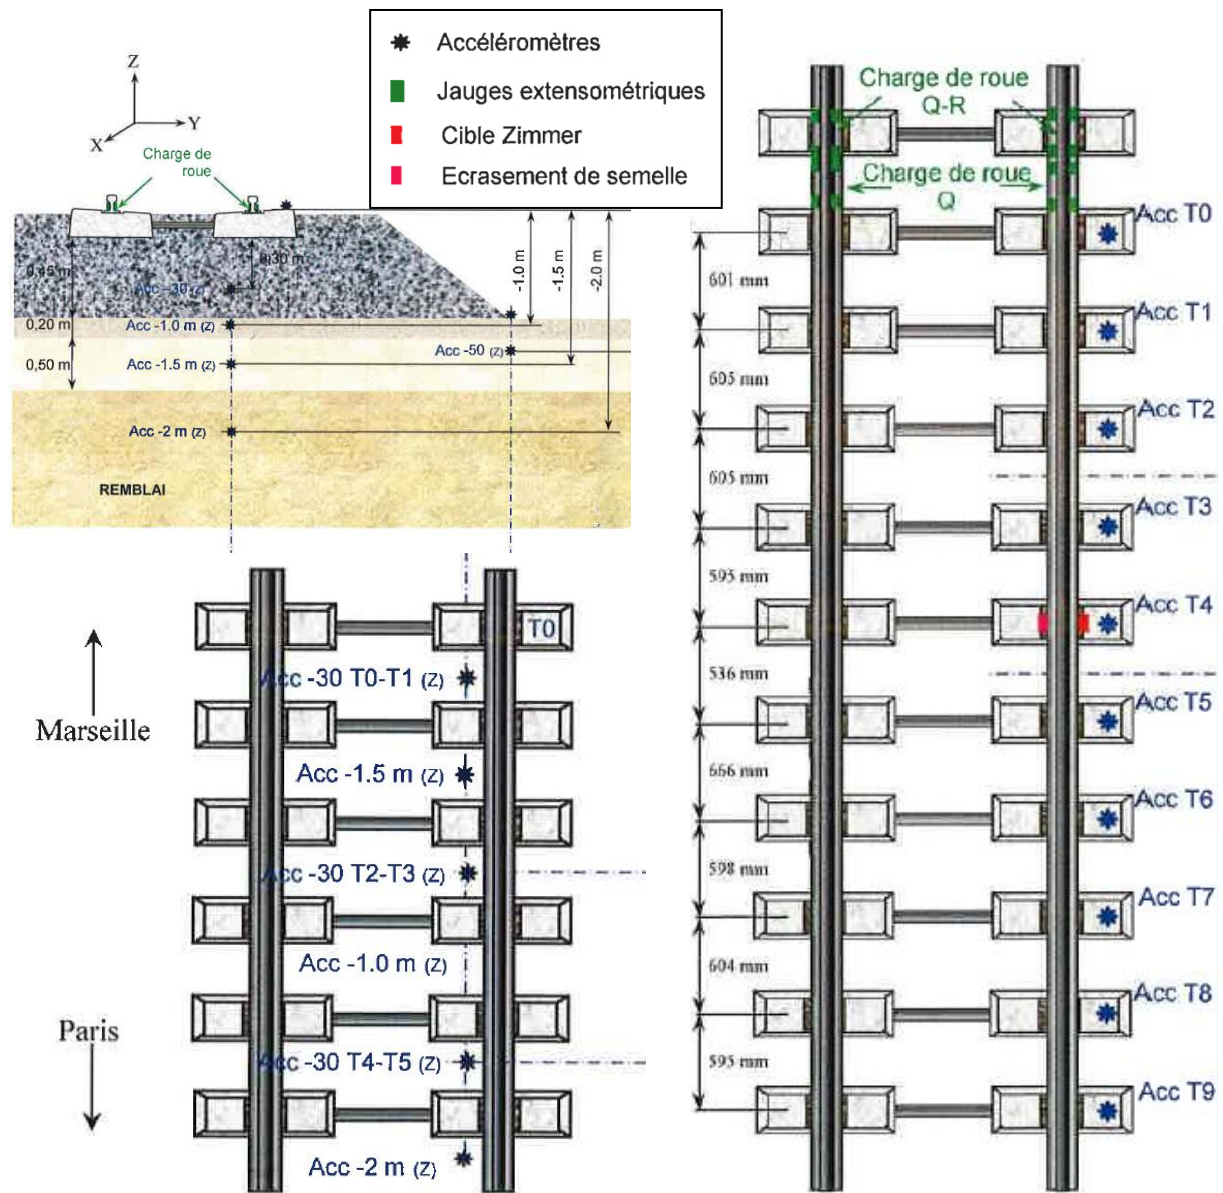 Accéléromètres
Jauges extensométriques
Cible Zimmer
Ecrasement de semelle
Z
Y
X
Charge de
roue
0,45 m
0,30 m
Acc -30 (Z)
0,20 m
Acc -1.0 m (Z)
Acc -50 (Z)
0,50 m
Acc -1.5 m (Z)
Acc -2 m (Z)
REMBLAI
-1.0 m
-1.5 m
-2.0 m
T0
Acc -30 T0-T1 (Z)
Marseille
Acc -1.5 m (Z)
Acc -30 T2-T3 (Z)
Acc -1.0 m (Z)
Paris
Acc -30 T4-T5 (Z)
Acc -2 m (Z)
Charge de roue
Q-R
Charge de roue
Q
Acc T0
601 mm
Acc T1
605 mm
Acc T2
605 mm
Acc T3
595 mm
Acc T4
536 mm
Acc T5
666 mm
Acc T6
598 mm
Acc T7
604 mm
Acc T8
595 mm
Acc T9